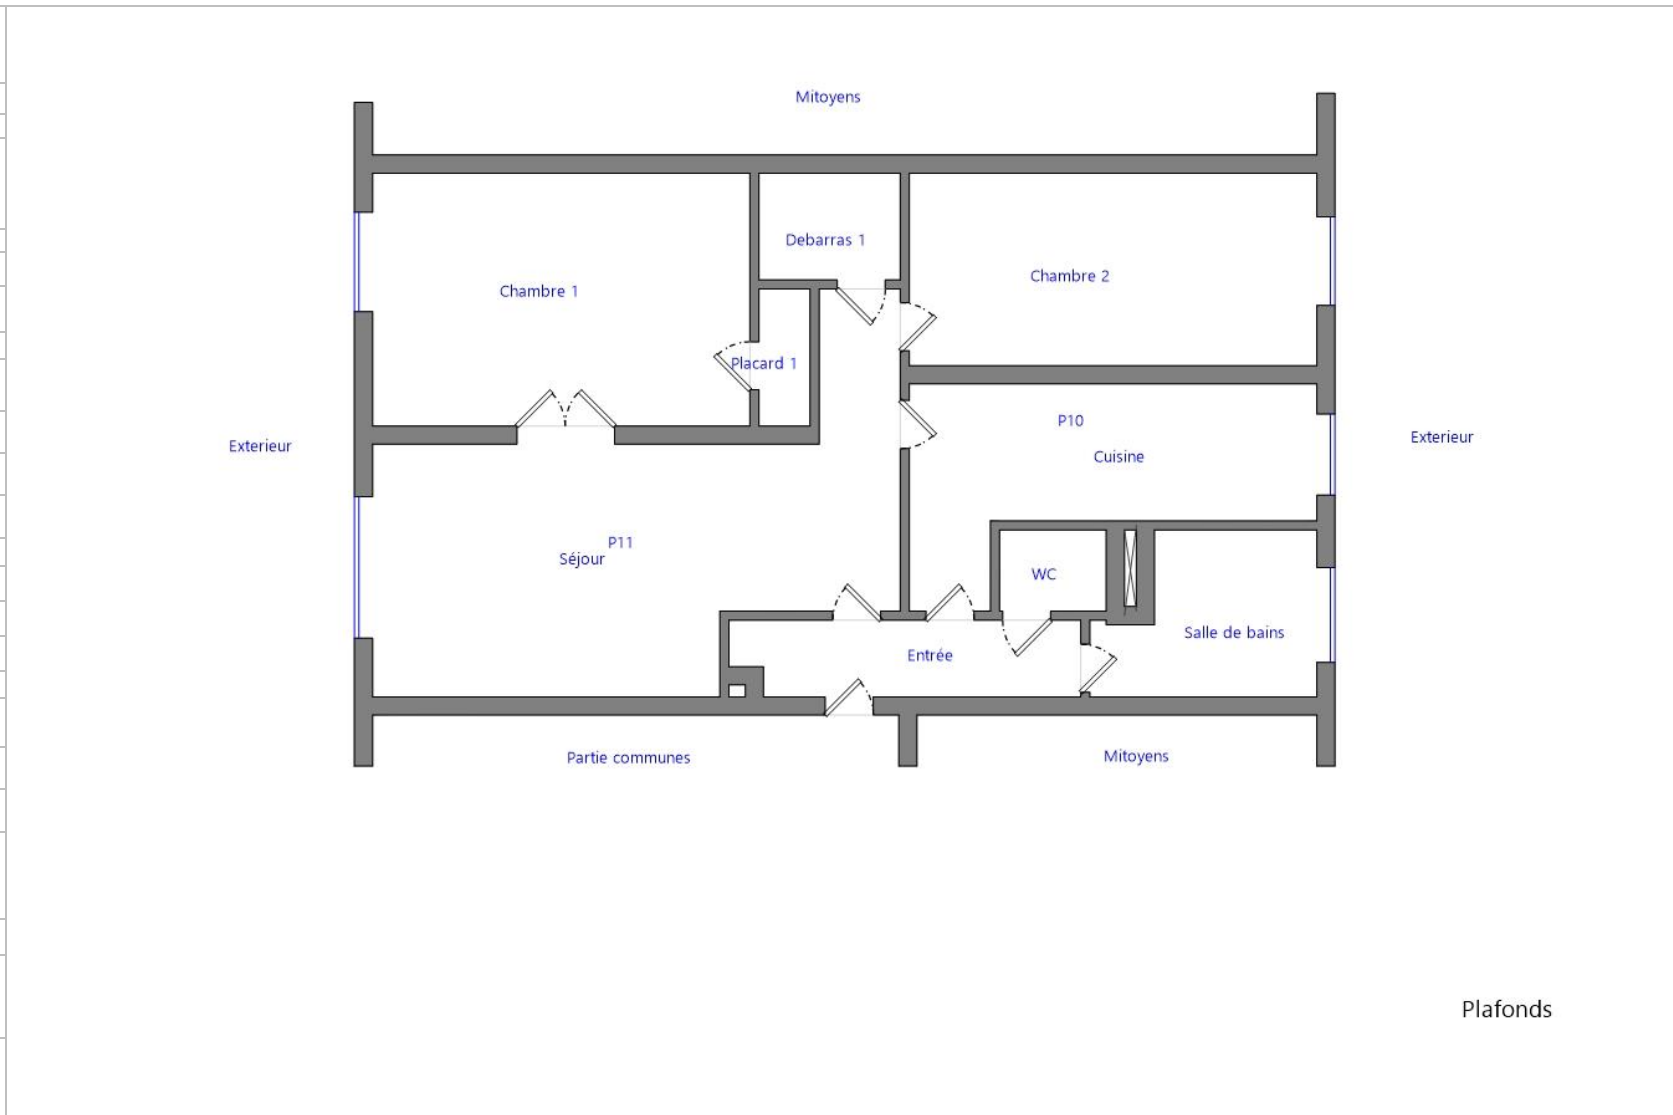 Mitoyens
Debarras 1
Chambre 2
Chambre 1
Placard 1
P10
Exterieur
Exterieur
Cuisine
P11
Séjour
WC
Salle de bains
Entrée
Partie communes
Mitoyens
Plafonds